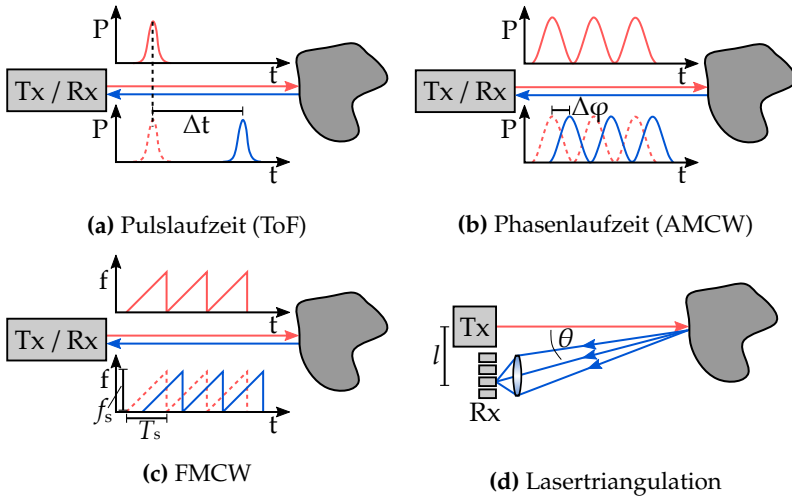 P
t
Tx / Rx
P
Δt
t
(a) Pulslaufzeit (ToF)
P
t
Tx / Rx
P
Δφ
t
(b) Phasenlaufzeit (AMCW)
f
t
Tx / Rx
f
fs
Ts
t
(c) FMCW
Tx
l
θ
Rx
(d) Lasertriangulation